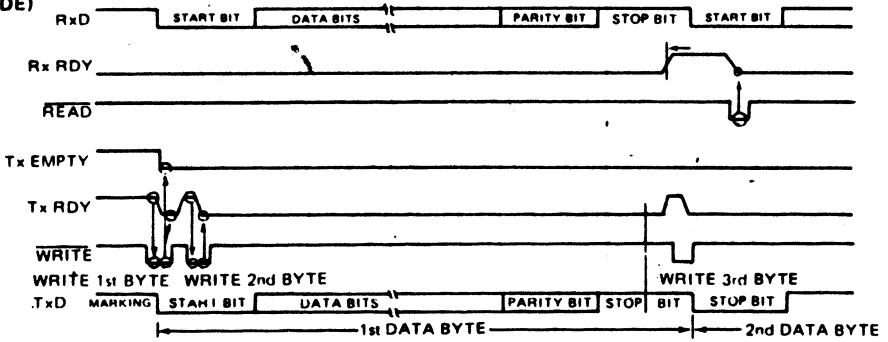 DE)
RxD START BIT DATA BITS PARITY BIT STOP BIT START BIT
Rx RDY
READ
Tx EMPTY
Tx RDY
WRITE
WRITE 1st BYTE WRITE 2nd BYTE WRITE 3rd BYTE
TxD MARKING STAH I BIT DATA BITS PARITY BIT STOP BIT STOP BIT
1st DATA BYTE 2nd DATA BYTE